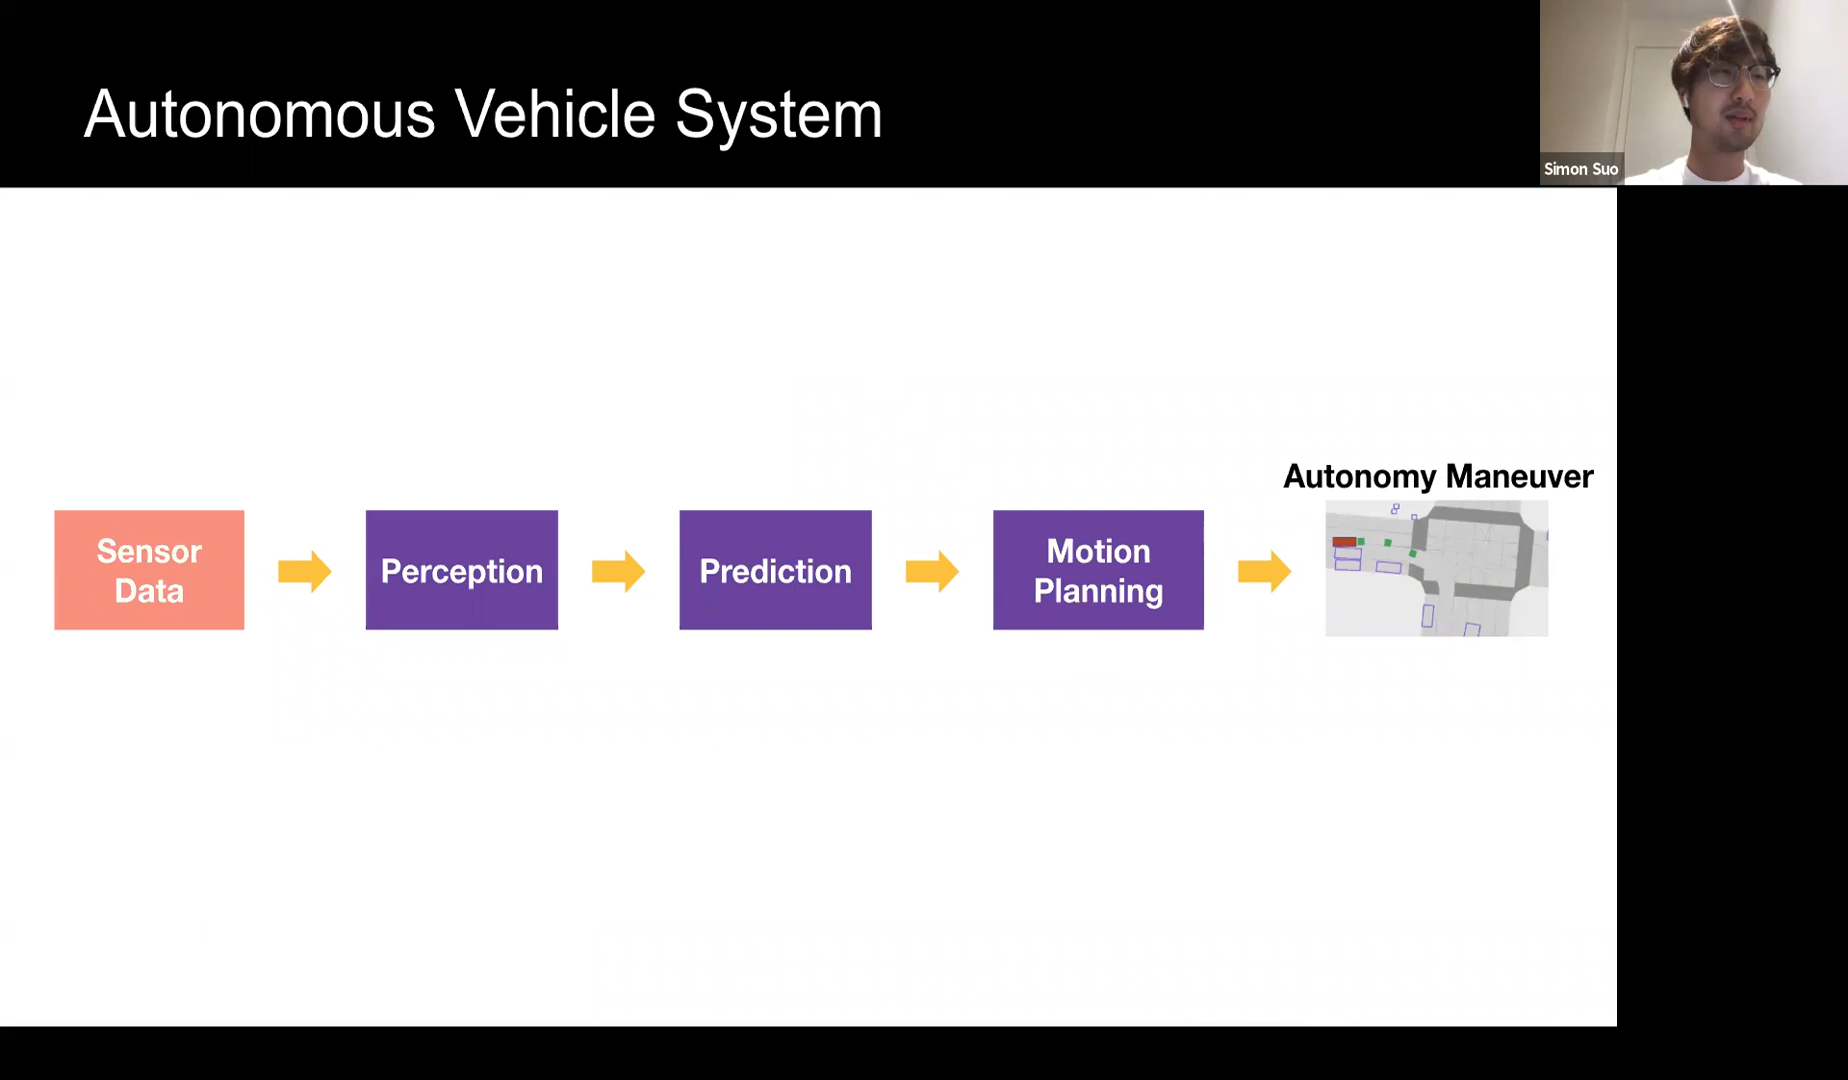 Autonomous Vehicle System
Simon Suo
Autonomy Maneuver
Sensor
Data
Perception
Prediction
Motion
Planning